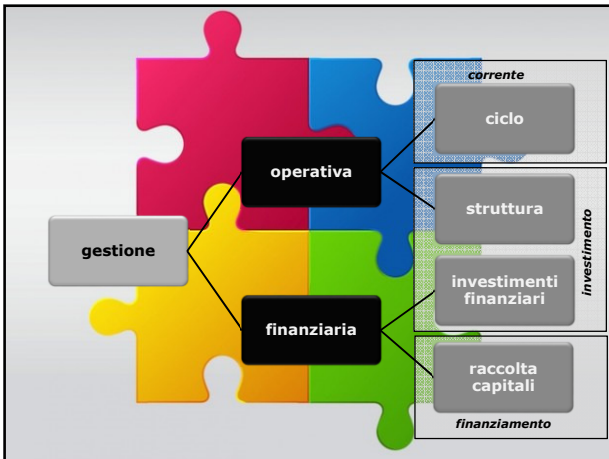 corrente
ciclo
operativa
struttura
gestione
investimento
investimenti
finanziari
finanziaria
raccolta
capitali
finanziamento